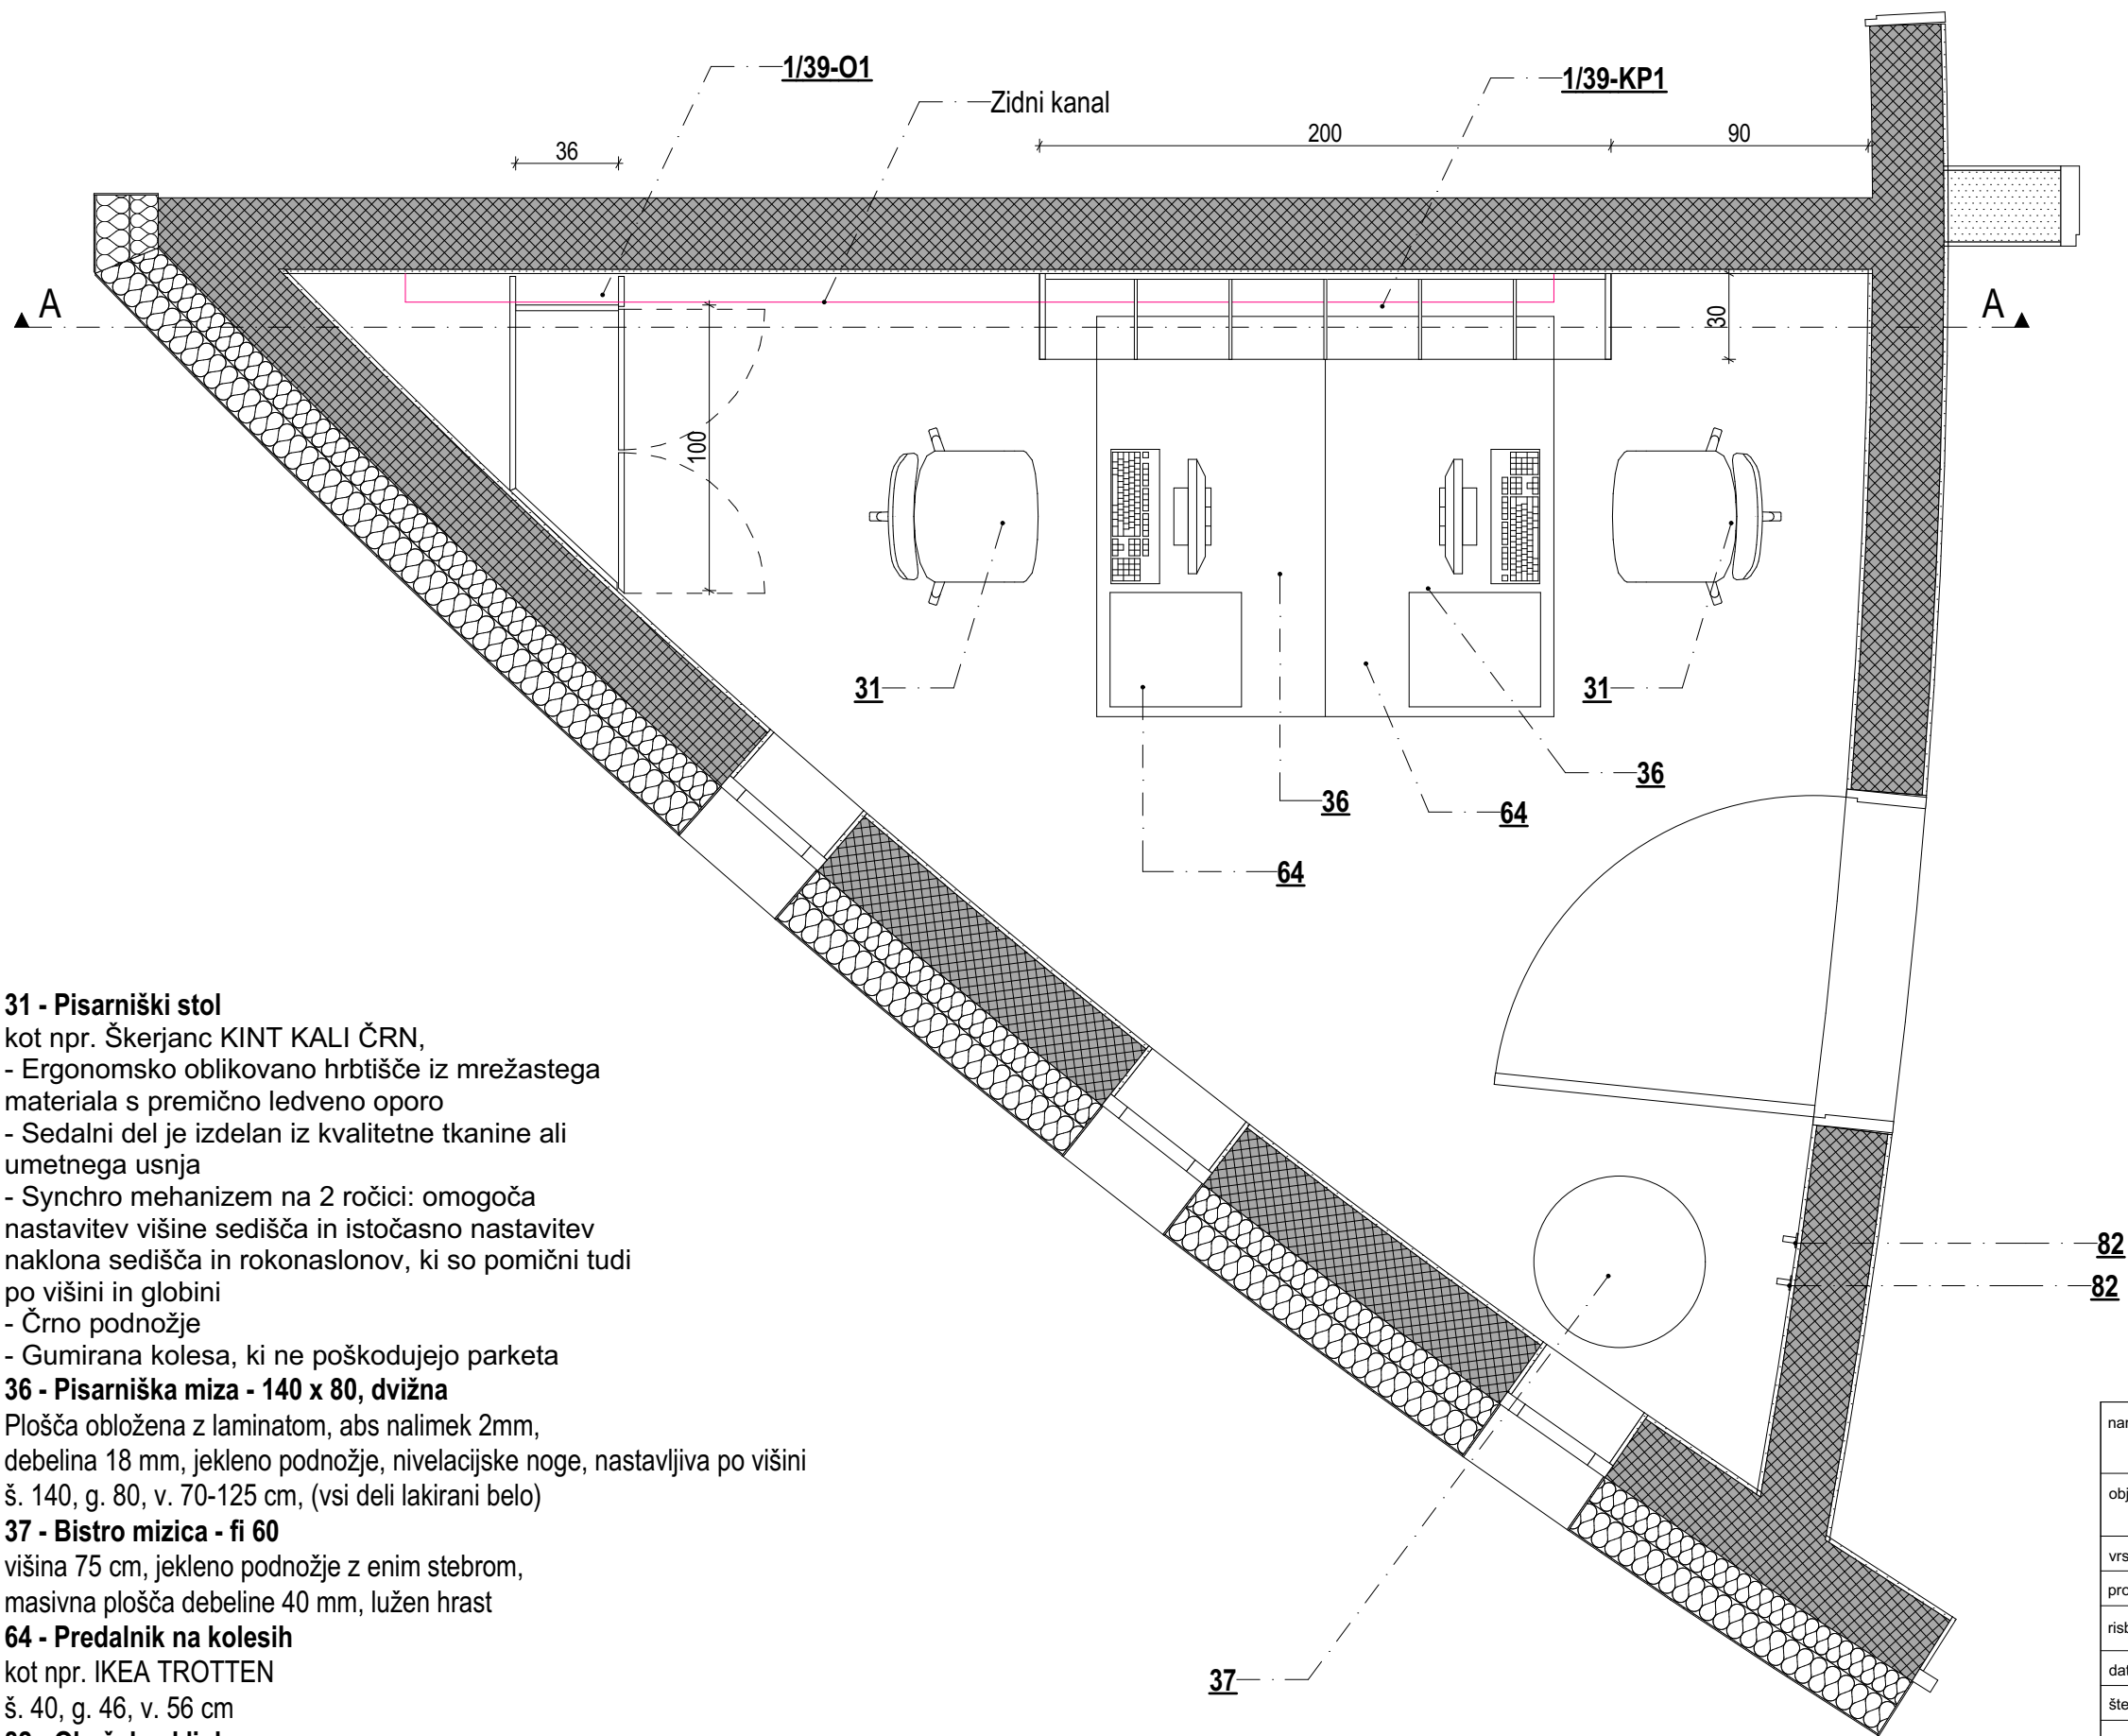 1/39-O1
Zidni kanal
1/39-KP1
36
200
90
A
A
30
100
31
31
36
36
64
64
82
82
37
31 - Pisarniški stol
kot npr. Škerjanc KINT KALI ČRN,
- Ergonomsko oblikovano hrbtišče iz mrežastega
materiala s premično ledveno oporo
- Sedalni del je izdelan iz kvalitetne tkanine ali
umetnega usnja
- Synchro mehanizem na 2 ročici: omogoča
nastavitev višine sedišča in istočasno nastavitev
naklona sedišča in rokonaslonov, ki so pomični tudi
po višini in globini
- Črno podnožje
- Gumirana kolesa, ki ne poškodujejo parketa
36 - Pisarniška miza - 140 x 80, dvižna
Plošča obložena z laminatom, abs nalimek 2mm,
debelina 18 mm, jekleno podnožje, nivelacijske noge, nastavljiva po višini
š. 140, g. 80, v. 70-125 cm, (vsi deli lakirani belo)
37 - Bistro mizica - fi 60
višina 75 cm, jekleno podnožje z enim stebrom,
masivna plošča debeline 40 mm, lužen hrast
64 - Predalnik na kolesih
kot npr. IKEA TROTTEN
š. 40, g. 46, v. 56 cm